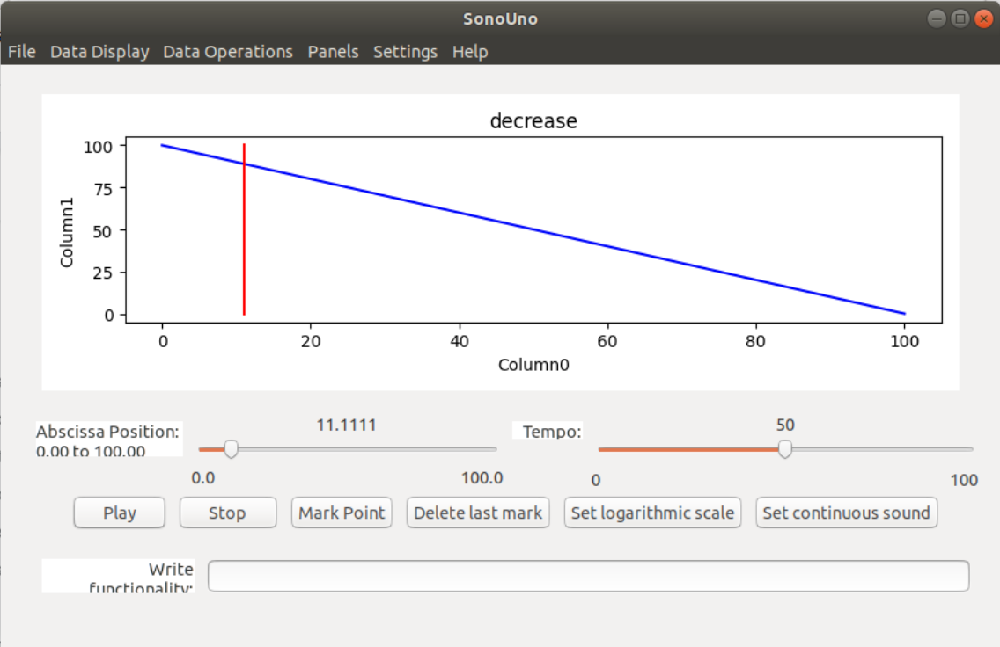 SonoUno
File Data Display Data Operations Panels Settings Help
decrease
100
75
50
25
0
Column1
0 20 40 60 80 100
Column0
Abscissa Position:
0.00 to 100.00
11.1111
0.0 100.0
Tempo:
50
0 100
Play Stop Mark Point Delete last mark Set logarithmic scale Set continuous sound
Write
functionality: